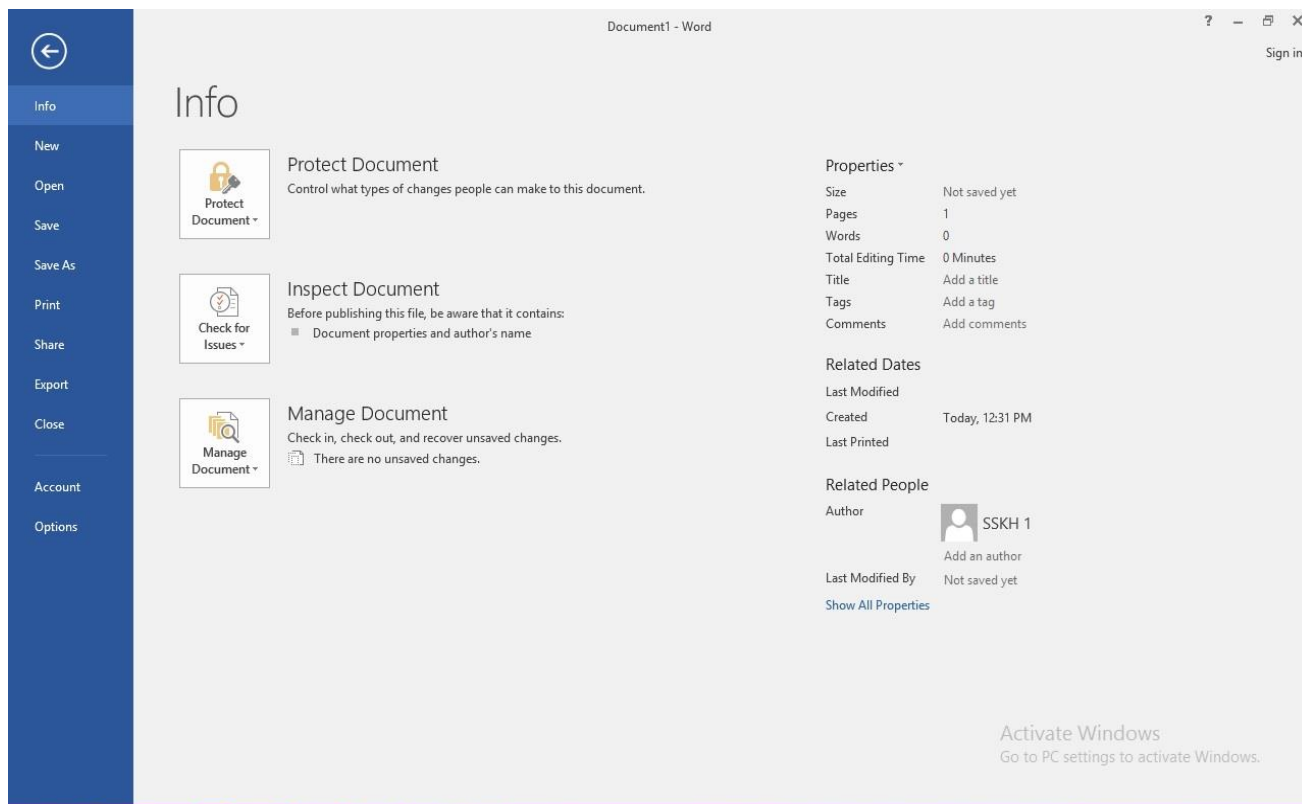 Document1 - Word
? 
Sign in
Info
New
Open
Save
Save As
Print
Share
Export
Close
Account
Options
Info
Protect
Document
Protect Document
Control what types of changes people can make to this document.
Check for
Issues
Inspect Document
Before publishing this file, be aware that it contains:
Document properties and author's name
Manage
Document
Manage Document
Check in, check out, and recover unsaved changes.
There are no unsaved changes.
Properties
Size Not saved yet
Pages 1
Words 0
Total Editing Time 0 Minutes
Title Add a title
Tags Add a tag
Comments Add comments
Related Dates
Last Modified
Created Today, 12:31 PM
Last Printed
Related People
Author SSKH 1
Add an author
Last Modified By Not saved yet
Show All Properties
Activate Windows
Go to PC settings to activate Windows.